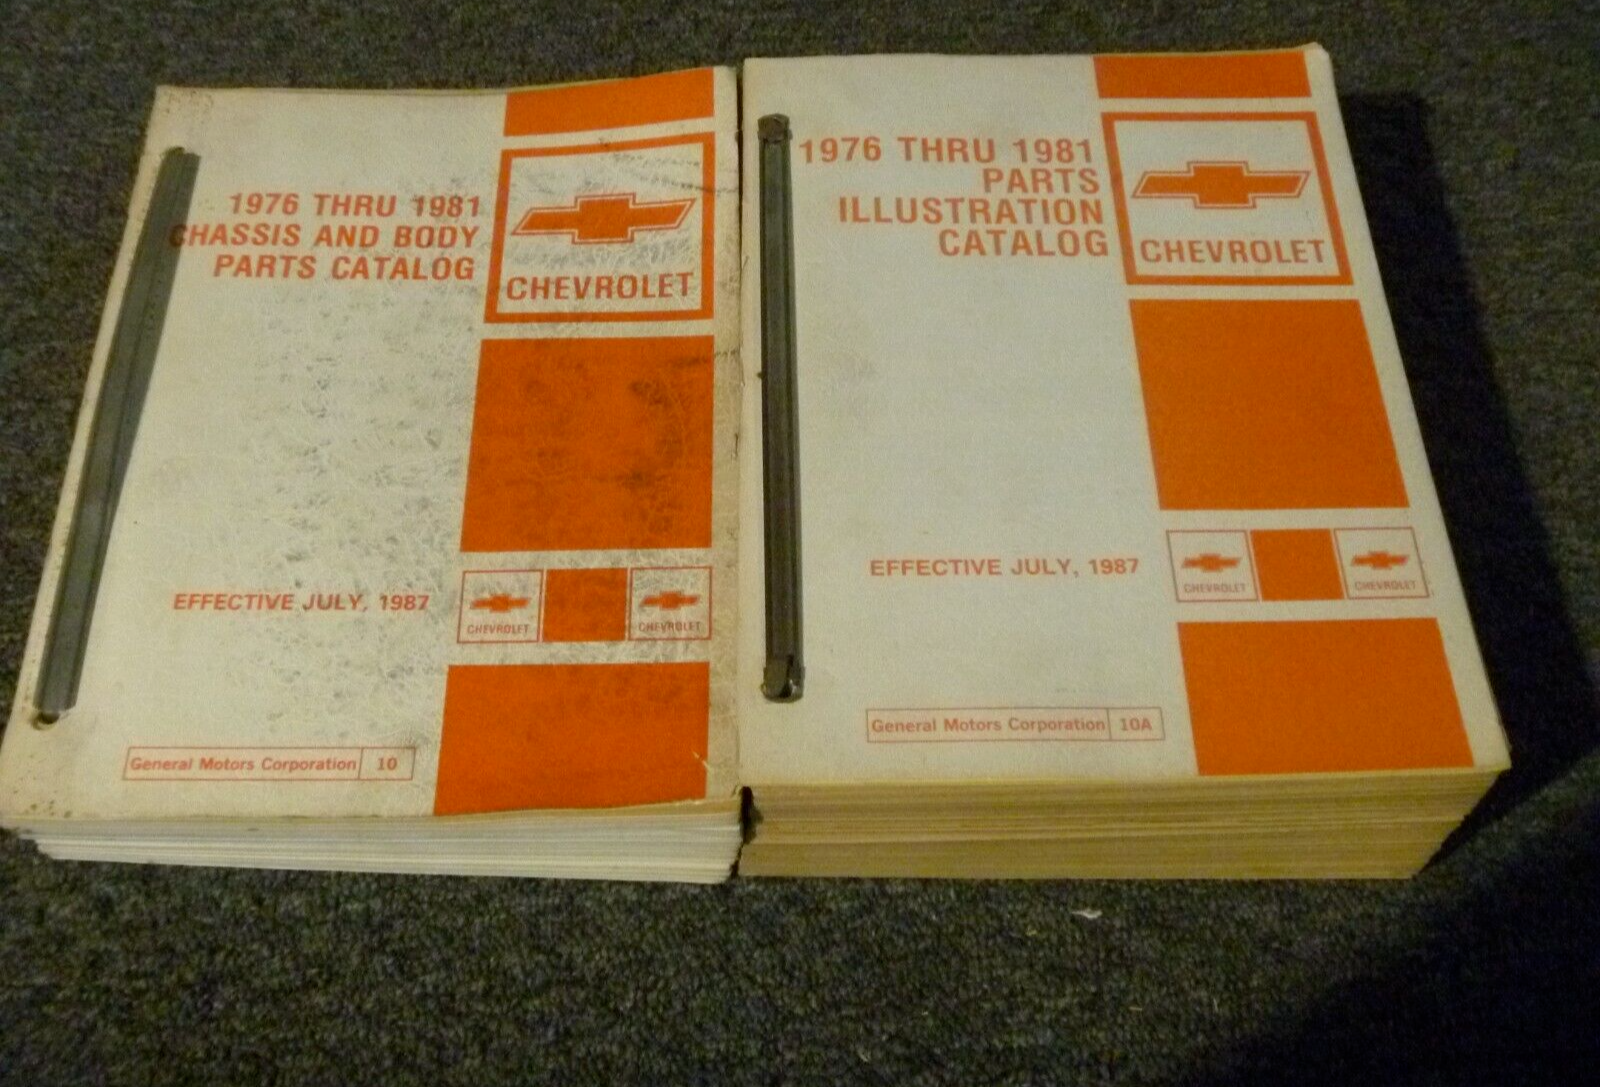 1976 THRU 1981
CHASSIS AND BODY
PARTS CATALOG
CHEVROLET
EFFECTIVE JULY, 1987
CHEVROLET
CHEVROLET
General Motors Corporation 10
1976 THRU 1981
PARTS
ILLUSTRATION
CATALOG
CHEVROLET
EFFECTIVE JULY, 1987
CHEVROLET
CHEVROLET
General Motors Corporation 10A